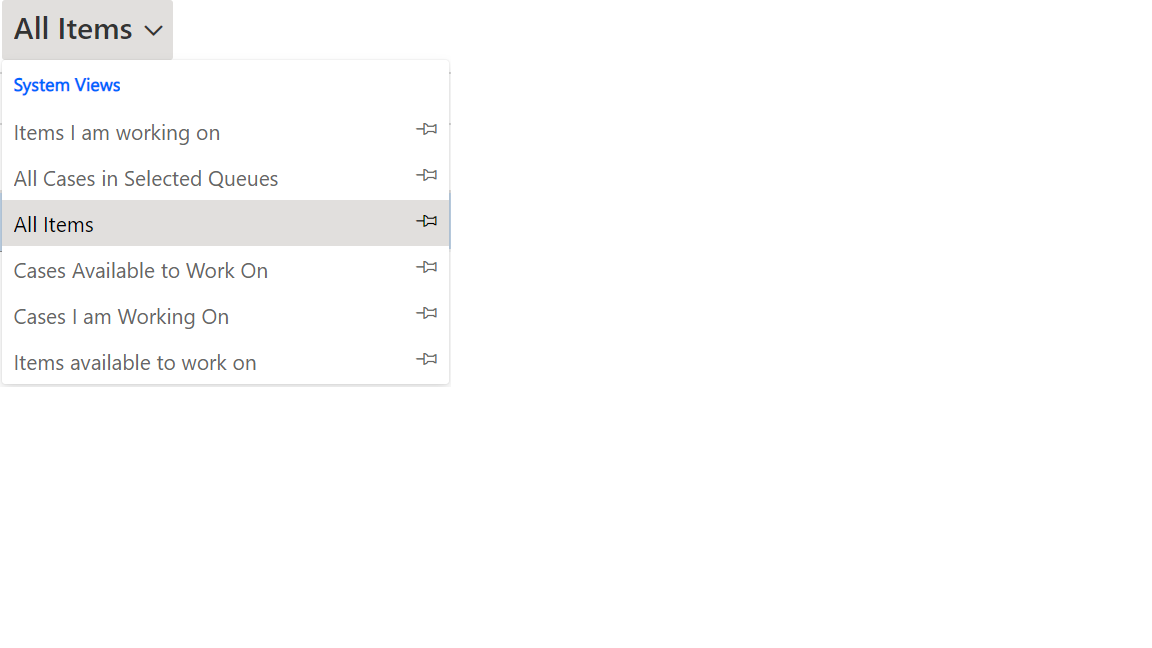 All Items
System Views
Items I am working on
All Cases in Selected Queues
All Items
Cases Available to Work On
Cases I am Working On
Items available to work on